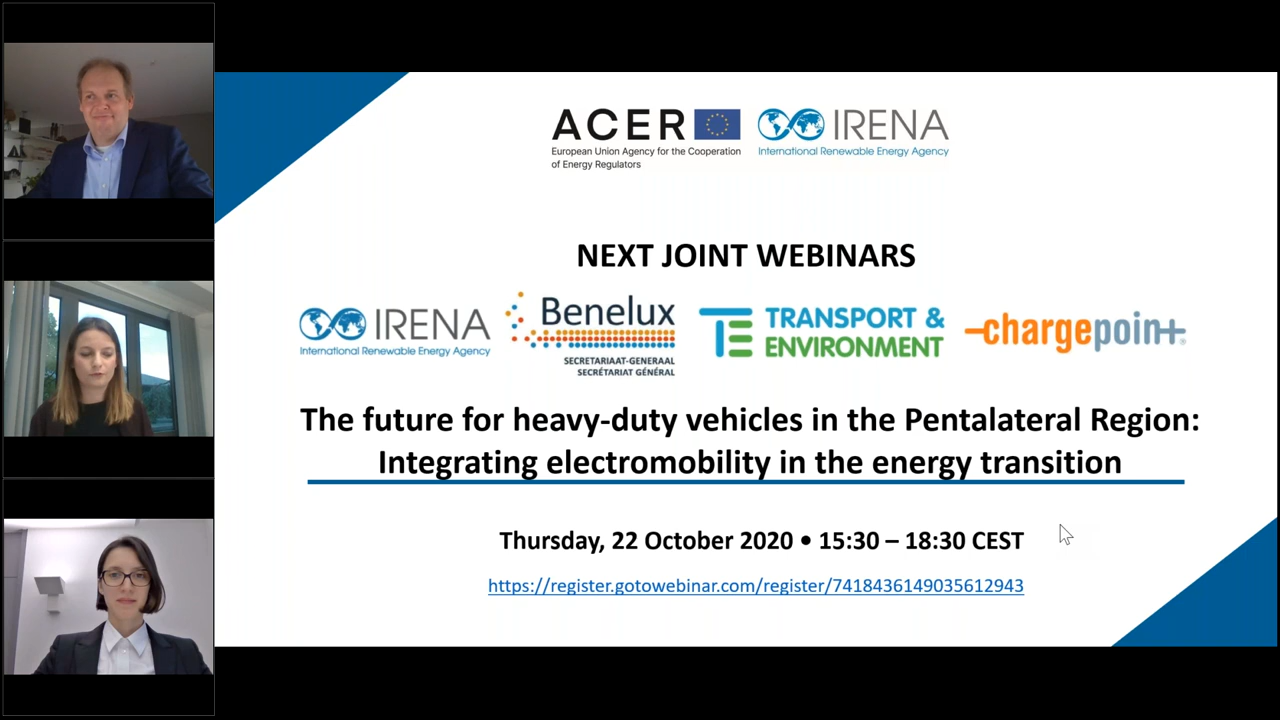 ACER
European Union Agency for the Cooperation
of Energy Regulators
IRENA
International Renewable Energy Agency
NEXT JOINT WEBINARS
IRENA
International Renewable Energy Agency
Benelux
SECRETARIAAT-GENERAAL
SECRÉTARIAT GÉNÉRAL
TE
TRANSPORT &
ENVIRONMENT
-chargepoint
The future for heavy-duty vehicles in the Pentalateral Region:
Integrating electromobility in the energy transition
Thursday, 22 October 2020 • 15:30 – 18:30 CEST
https://register.gotowebinar.com/register/7418436149035612943